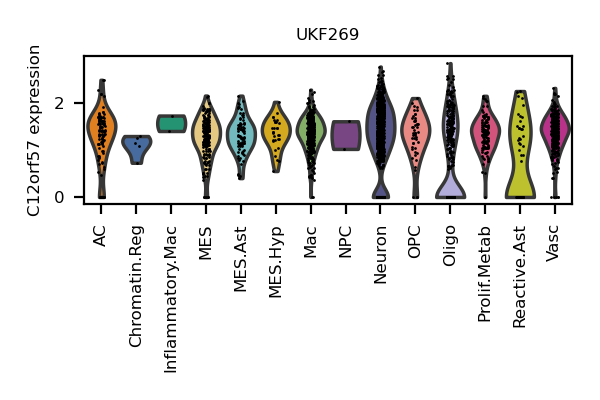 UKF269
C12orf57 expression
2
0
AC
Chromatin.Reg
Inflammatory.Mac
MES
MES.Ast
MES.Hyp
Mac
NPC
Neuron
OPC
Oligo
Prolif.Metab
Reactive.Ast
Vasc